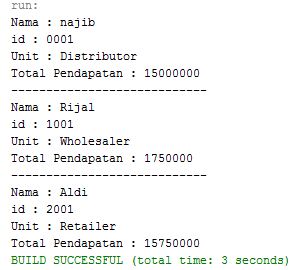 run:
Nama : najib
id : 0001
Unit : Distributor
Total Pendapatan : 15000000
----------------------------
Nama : Rijal
id : 1001
Unit : Wholesaler
Total Pendapatan : 1750000
----------------------------
Nama : Aldi
id : 2001
Unit : Retailer
Total Pendapatan : 15750000
BUILD SUCCESSFUL (total time: 3 seconds)